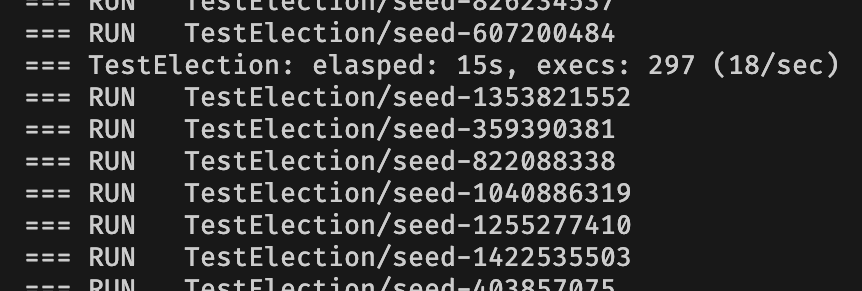 === RUN   TestElection/seed-826234537
=== RUN   TestElection/seed-607200484
=== TestElection: elasped: 15s, execs: 297 (18/sec)
=== RUN   TestElection/seed-1353821552
=== RUN   TestElection/seed-359390381
=== RUN   TestElection/seed-822088338
=== RUN   TestElection/seed-1040886319
=== RUN   TestElection/seed-1255277410
=== RUN   TestElection/seed-1422535503
=== RUN   TestElection/seed-403857075